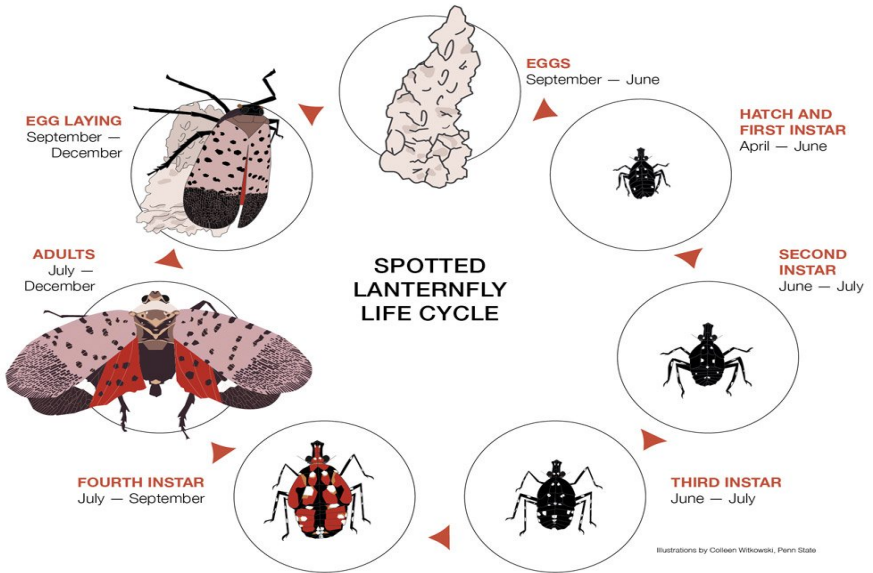 EGGS
September — June
HATCH AND
FIRST INSTAR
April — June
SECOND
INSTAR
June — July
THIRD INSTAR
June — July
FOURTH INSTAR
July — September
ADULTS
July —
December
EGG LAYING
September —
December
SPOTTED
LANTERNFLY
LIFE CYCLE
Illustrations by Colleen Witkowski, Penn State